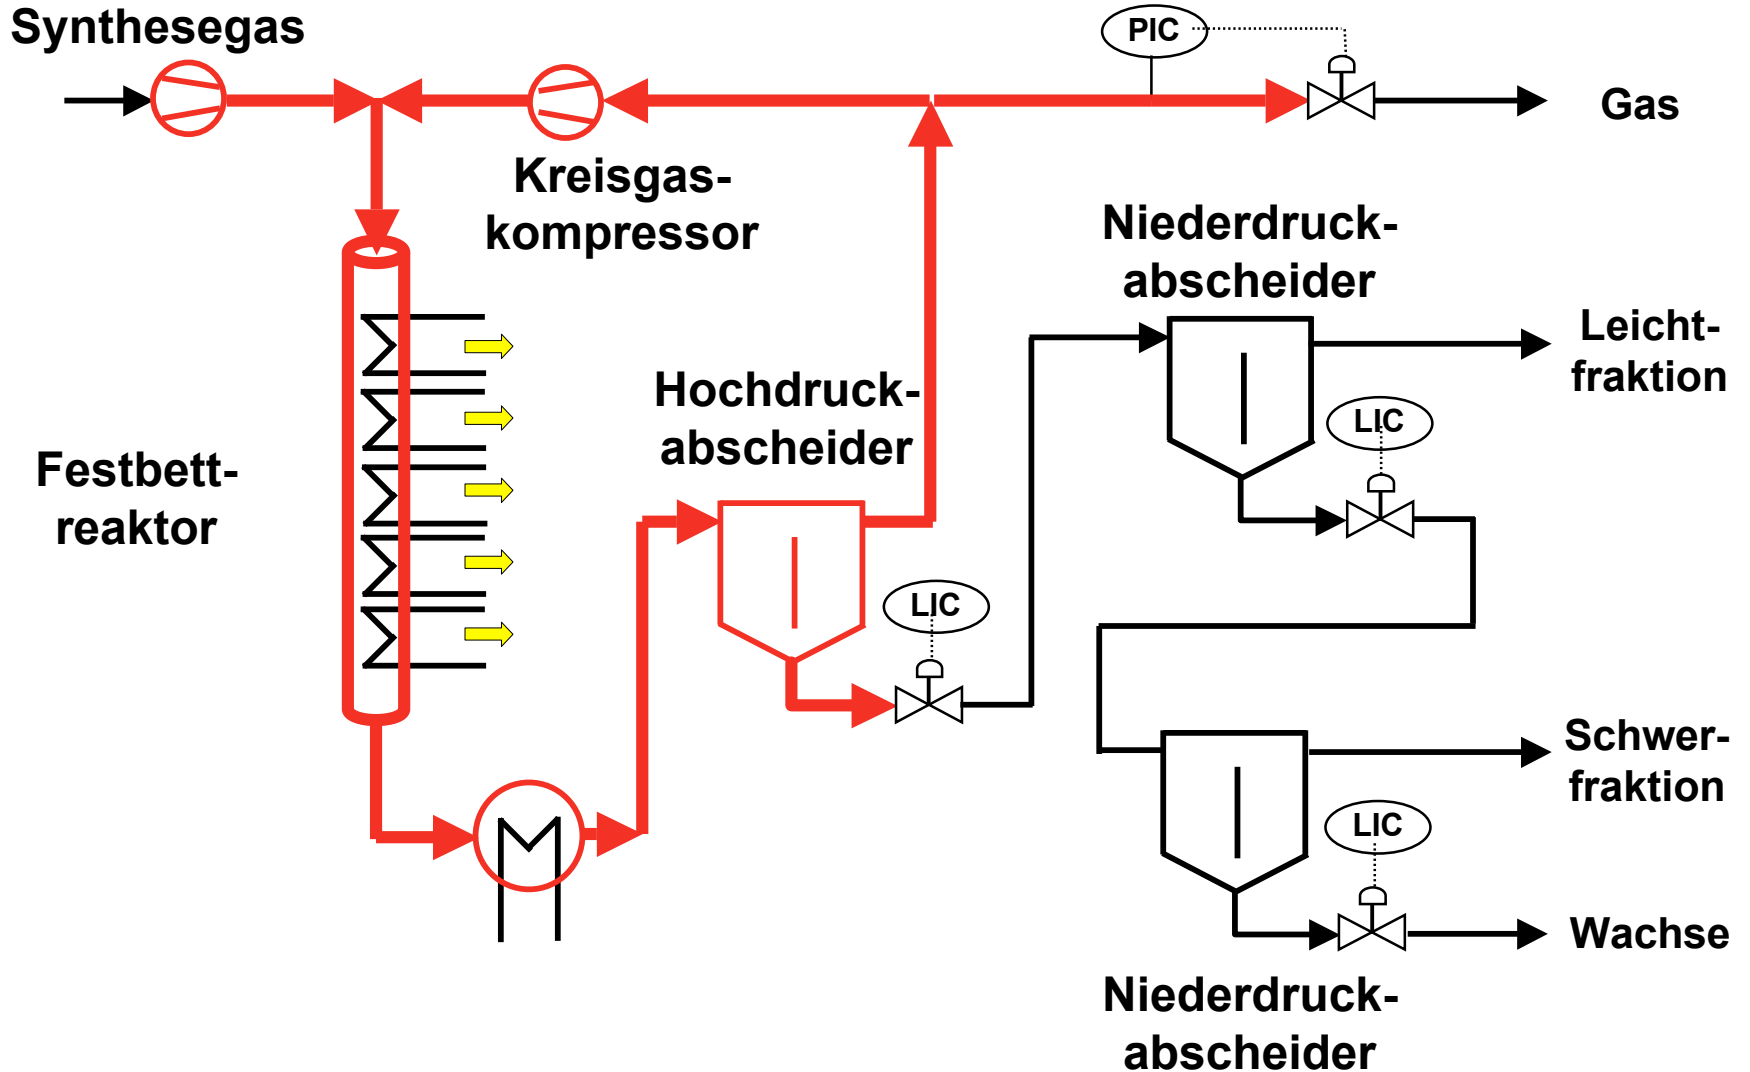 Synthesegas
PIC
Gas
Kreisgas-
kompressor
Niederdruck-
abscheider
Leicht-
fraktion
Hochdruck-
abscheider
LIC
Festbett-
reaktor
LIC
Schwer-
fraktion
LIC
Wachse
Niederdruck-
abscheider